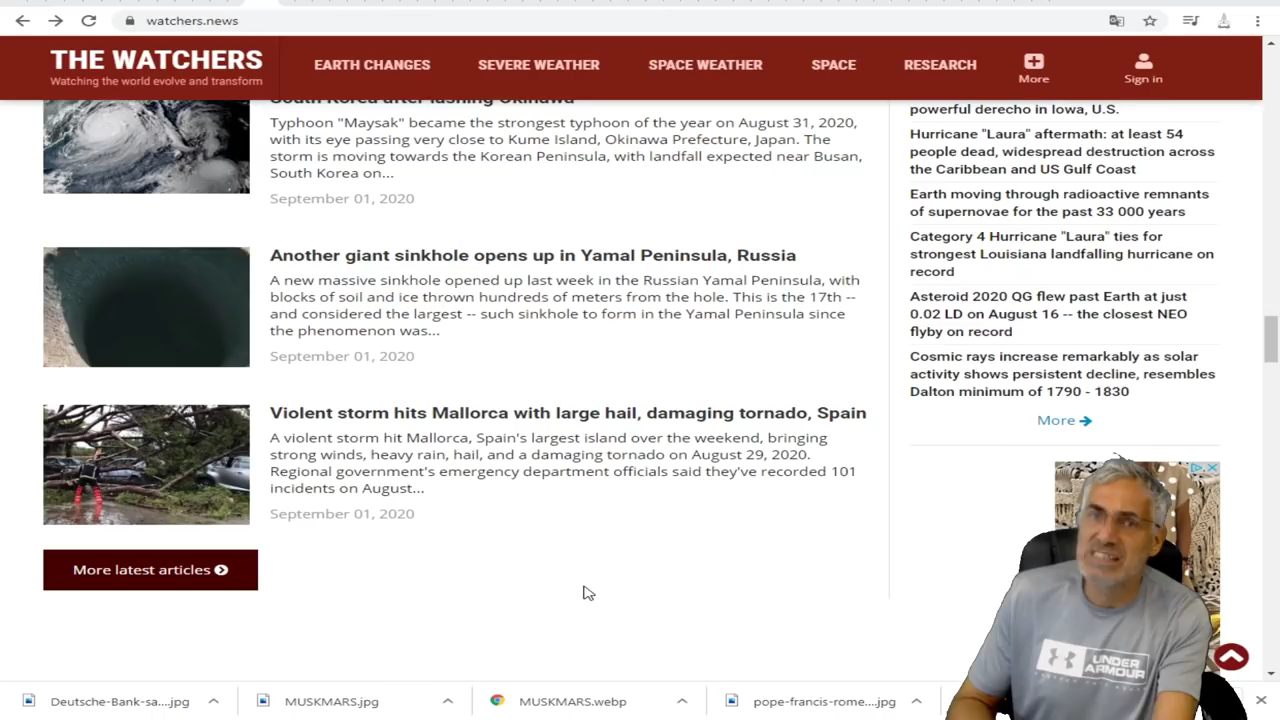 watchers.news
THE WATCHERS
Watching the world evolve and transform
EARTH CHANGES
SEVERE WEATHER
SPACE WEATHER
SPACE
RESEARCH
More
Sign in
South Korea after lashing Okinawa
Typhoon "Maysak" became the strongest typhoon of the year on August 31, 2020,
with its eye passing very close to Kume Island, Okinawa Prefecture, Japan. The
storm is moving towards the Korean Peninsula, with landfall expected near Busan,
South Korea on...
September 01, 2020
Another giant sinkhole opens up in Yamal Peninsula, Russia
A new massive sinkhole opened up last week in the Russian Yamal Peninsula, with
blocks of soil and ice thrown hundreds of meters from the hole. This is the 17th --
and considered the largest -- such sinkhole to form in the Yamal Peninsula since
the phenomenon was...
September 01, 2020
Violent storm hits Mallorca with large hail, damaging tornado, Spain
A violent storm hit Mallorca, Spain's largest island over the weekend, bringing
strong winds, heavy rain, hail, and a damaging tornado on August 29, 2020.
Regional government's emergency department officials said they've recorded 101
incidents on August...
September 01, 2020
More latest articles
powerful derecho in Iowa, U.S.
Hurricane "Laura" aftermath: at least 54
people dead, widespread destruction across
the Caribbean and US Gulf Coast
Earth moving through radioactive remnants
of supernovae for the past 33 000 years
Category 4 Hurricane "Laura" ties for
strongest Louisiana landfalling hurricane on
record
Asteroid 2020 QG flew past Earth at just
0.02 LD on August 16 -- the closest NEO
flyby on record
Cosmic rays increase remarkably as solar
activity shows persistent decline, resembles
Dalton minimum of 1790 - 1830
More
UNDER
ARMOUR
Deutsche-Bank-sa....jpg
MUSKMARS.jpg
MUSKMARS.webp
pope-francis-rome....jpg